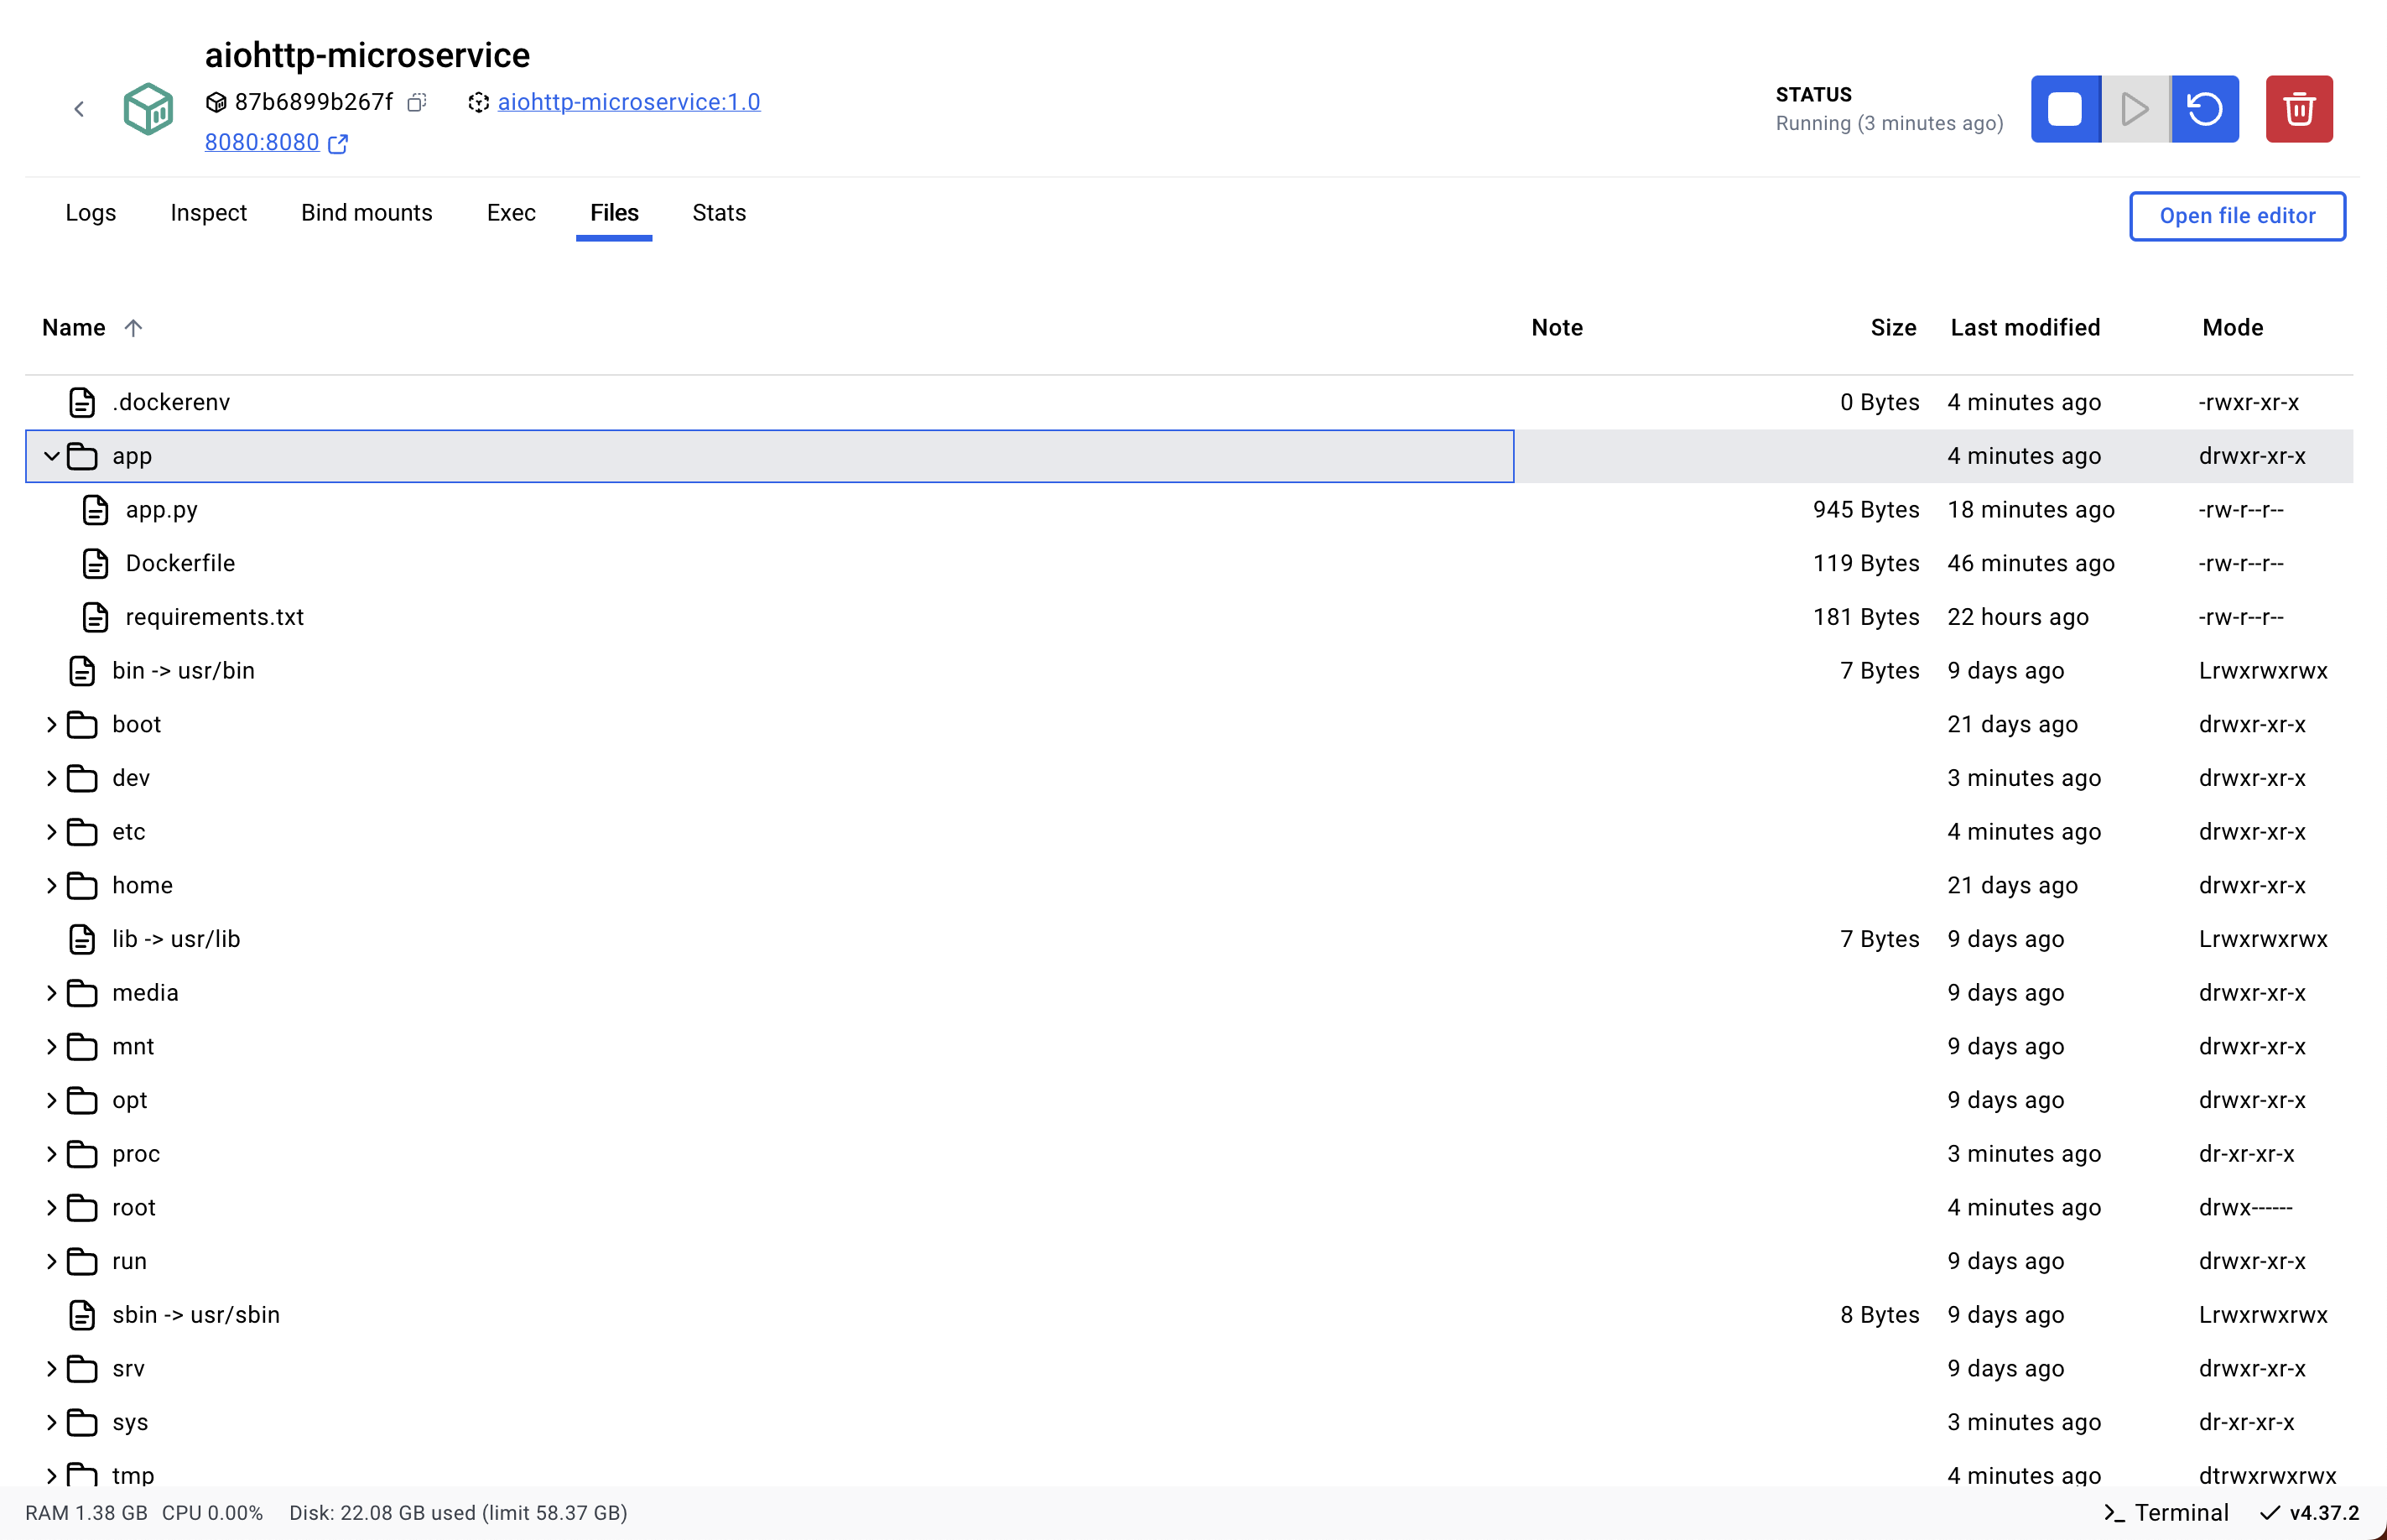 aiohttp-microservice
87b6899b267f aiohttp-microservice:1.0
8080:8080
STATUS
Running (3 minutes ago)
Logs Inspect Bind mounts Exec Files Stats Open file editor
Name Note Size Last modified Mode
.dockerenv 0 Bytes 4 minutes ago -rwxr-xr-x
app 4 minutes ago drwxr-xr-x
app.py 945 Bytes 18 minutes ago -rw-r--r--
Dockerfile 119 Bytes 46 minutes ago -rw-r--r--
requirements.txt 181 Bytes 22 hours ago -rw-r--r--
bin -> usr/bin 7 Bytes 9 days ago Lrwxrwxrwx
boot 21 days ago drwxr-xr-x
dev 3 minutes ago drwxr-xr-x
etc 4 minutes ago drwxr-xr-x
home 21 days ago drwxr-xr-x
lib -> usr/lib 7 Bytes 9 days ago Lrwxrwxrwx
media 9 days ago drwxr-xr-x
mnt 9 days ago drwxr-xr-x
opt 9 days ago drwxr-xr-x
proc 3 minutes ago dr-xr-xr-x
root 4 minutes ago drwx------
run 9 days ago drwxr-xr-x
sbin -> usr/sbin 8 Bytes 9 days ago Lrwxrwxrwx
srv 9 days ago drwxr-xr-x
sys 3 minutes ago dr-xr-xr-x
tmp 4 minutes ago dtrwxrwxrwx
RAM 1.38 GB CPU 0.00% Disk: 22.08 GB used (limit 58.37 GB) Terminal v4.37.2